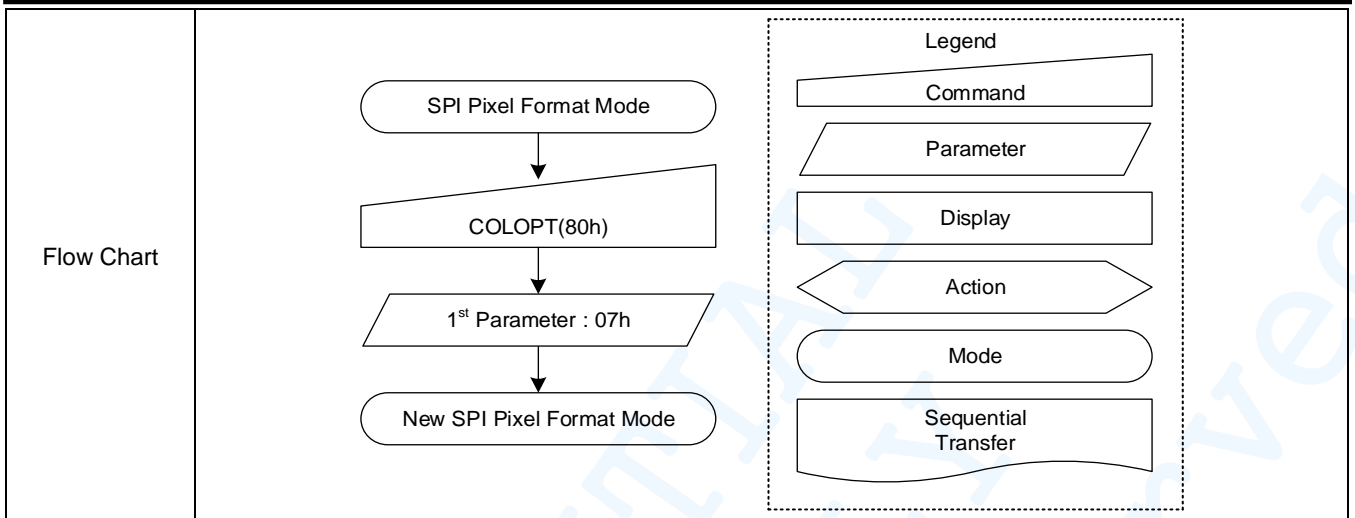 Flow Chart
SPI Pixel Format Mode
COLOPT(80h)
1st Parameter : 07h
New SPI Pixel Format Mode
Legend
Command
Parameter
Display
Action
Mode
Sequential
Transfer